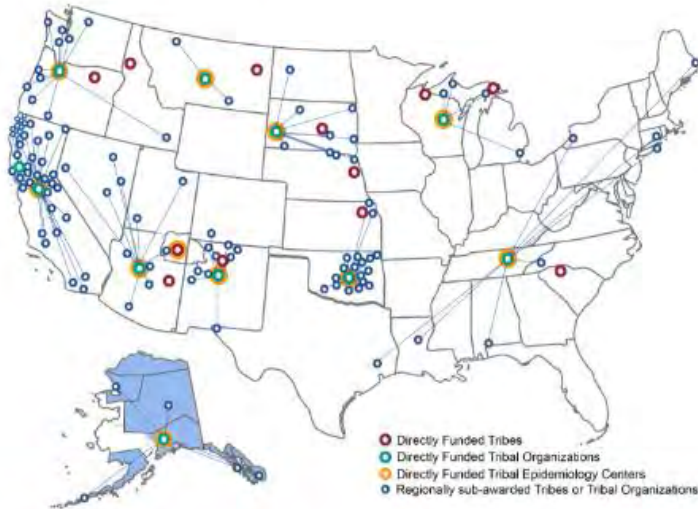 Directly Funded Tribes
Directly Funded Tribal Organizations
Directly Funded Tribal Epidemiology Centers
Regionally sub-awarded Tribes or Tribal Organizations